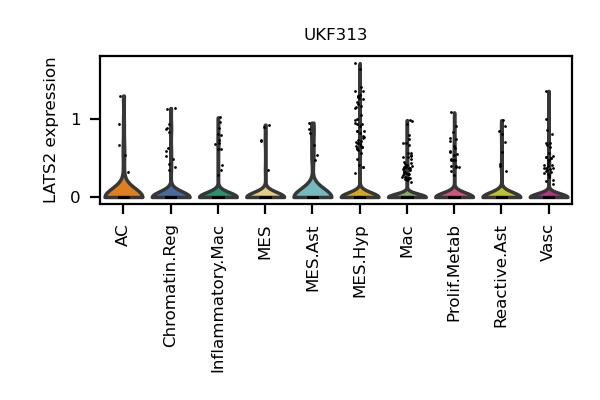 UKF313
LATS2 expression
1
0
AC
Chromatin.Reg
Inflammatory.Mac
MES
MES.Ast
MES.Hyp
Mac
Prolif.Metab
Reactive.Ast
Vasc